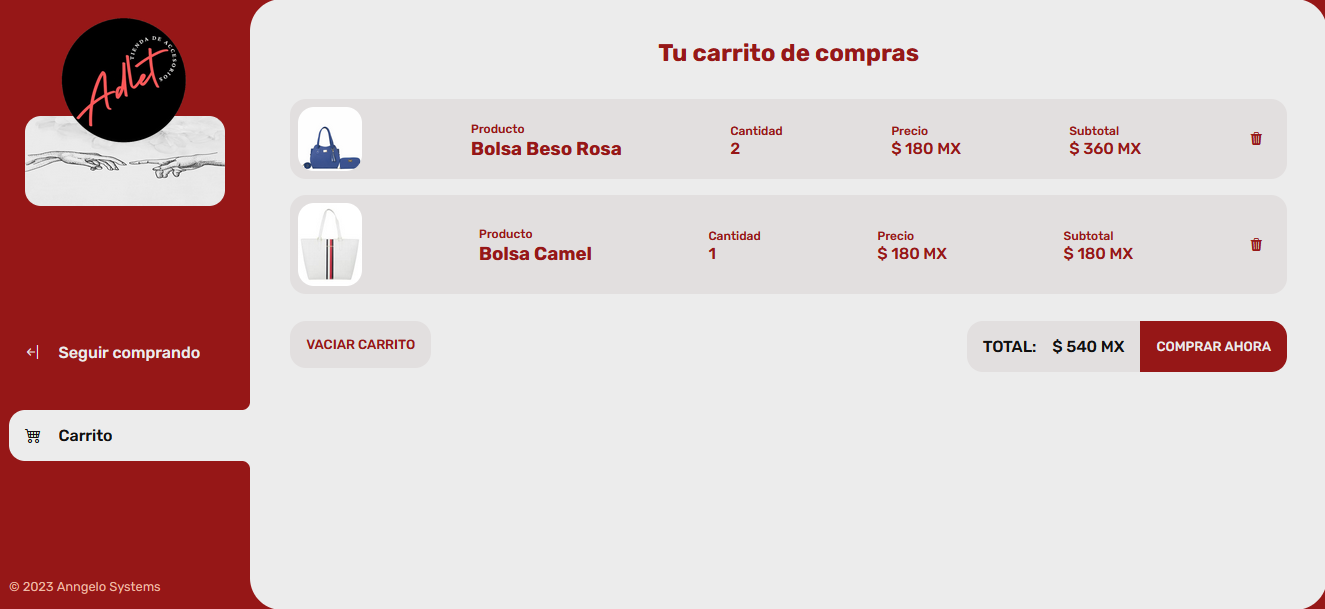 TIENDA DE ACCESORIOS
Adlet
Seguir comprando
Carrito
© 2023 Anngelo Systems
Tu carrito de compras
Producto Cantidad Precio Subtotal
Bolsa Beso Rosa 2 $ 180 MX $ 360 MX
Producto Cantidad Precio Subtotal
Bolsa Camel 1 $ 180 MX $ 180 MX
VACIAR CARRITO TOTAL: $ 540 MX COMPRAR AHORA